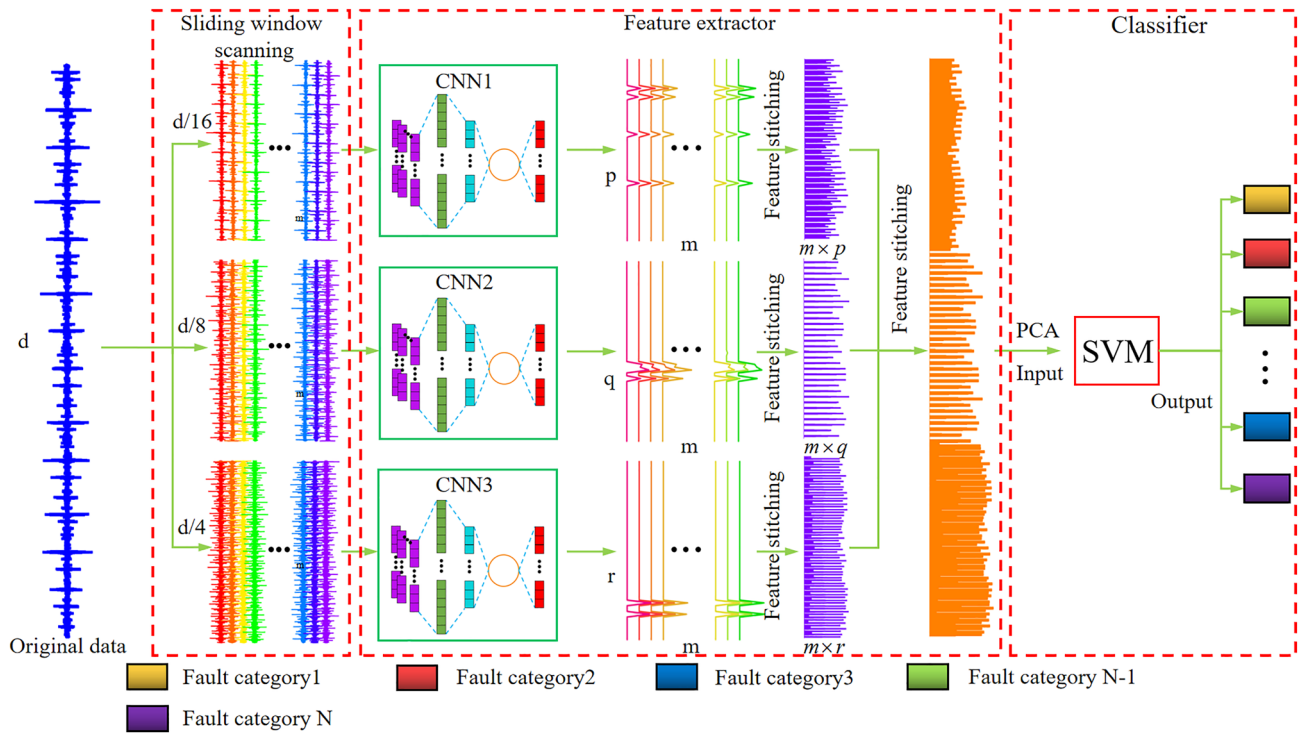 Sliding window
scanning
Feature extractor
Classifier
d
Original data
d/16
m
d/8
m
d/4
m
CNN1
CNN2
CNN3
p
m
q
m
r
m
Feature stitching
Feature stitching
Feature stitching
m × p
m × q
m × r
Feature stitching
PCA
Input
SVM
Output
Fault category1
Fault category2
Fault category3
Fault category N-1
Fault category N